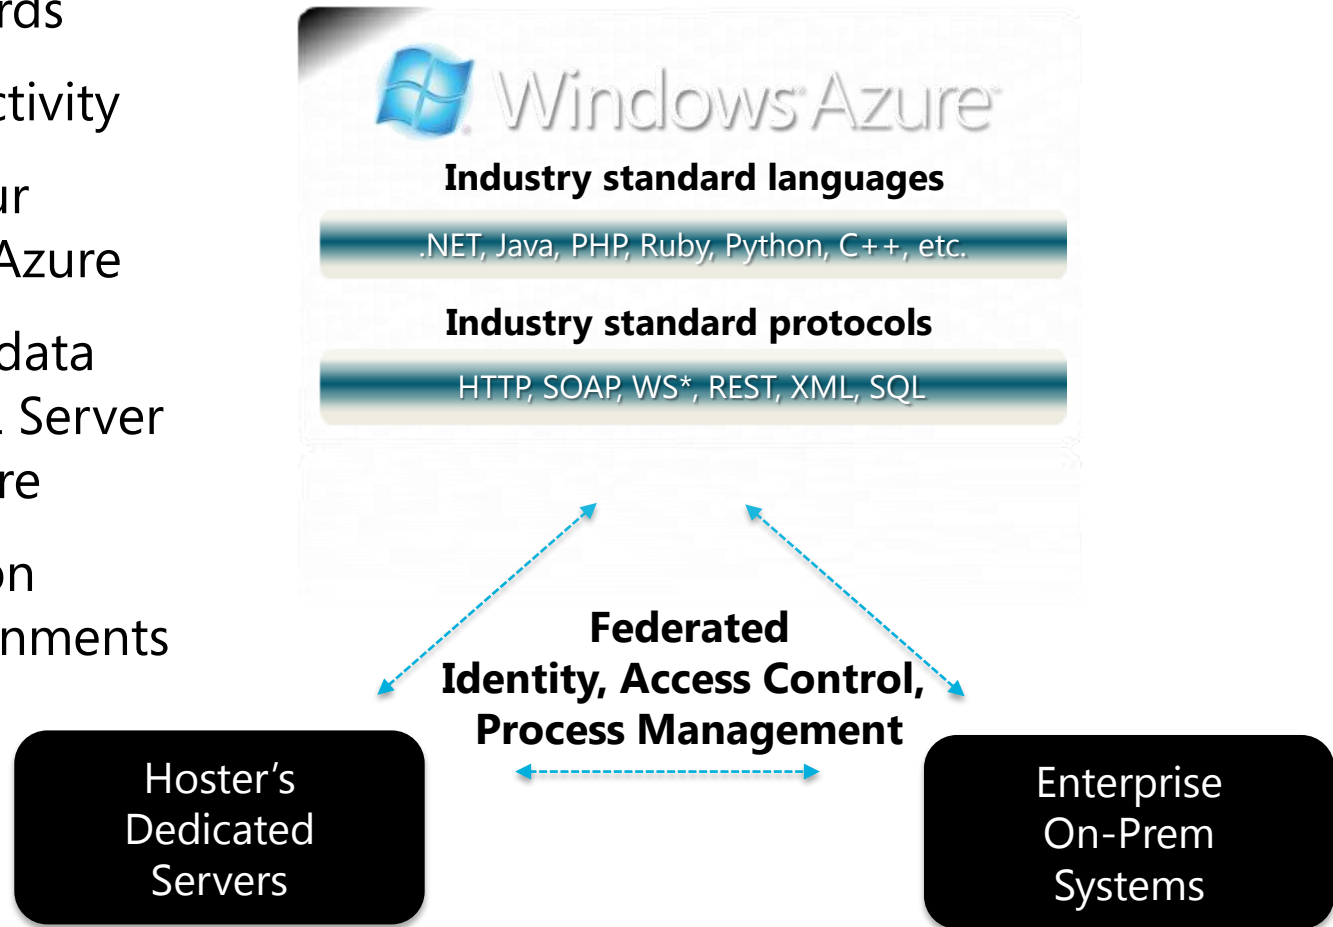 rds
ctivity
ur
Azure
data
Server
re
on
nments
Windows Azure
Industry standard languages
.NET, Java, PHP, Ruby, Python, C++, etc.
Industry standard protocols
HTTP, SOAP, WS*, REST, XML, SQL
Federated
Identity, Access Control,
Process Management
Hoster’s
Dedicated
Servers
Enterprise
On-Prem
Systems